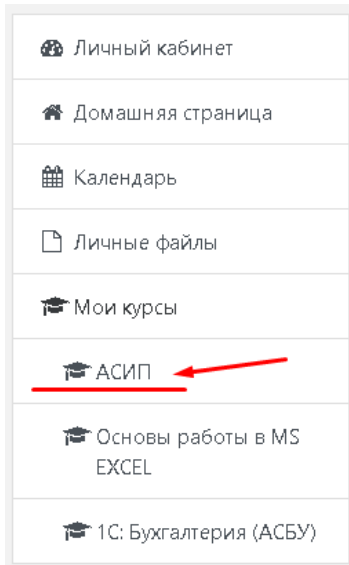 Личный кабинет
Домашняя страница
Календарь
Личные файлы
Мои курсы
АСИП
Основы работы в MS
EXCEL
1С: Бухгалтерия (АСБУ)